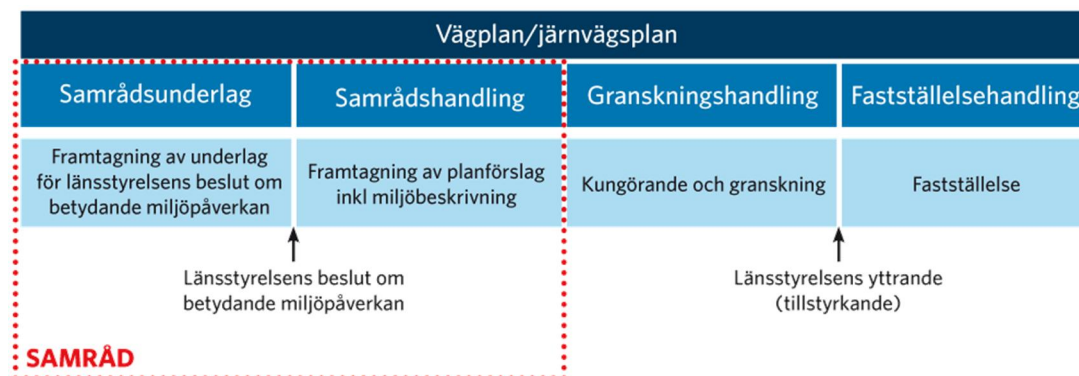 Vägplan/järnvägsplan
Samrådsunderlag
Samrådshandling
Granskningshandling
Fastställelsehandling
Framtagning av underlag
för länsstyrelsens beslut om
betydande miljöpåverkan
Framtagning av planförslag
inkl miljöbeskrivning
Kungörande och granskning
Fastställelse
Länsstyrelsens beslut om
betydande miljöpåverkan
Länsstyrelsens yttrande
(tillstyrkande)
SAMRÅD